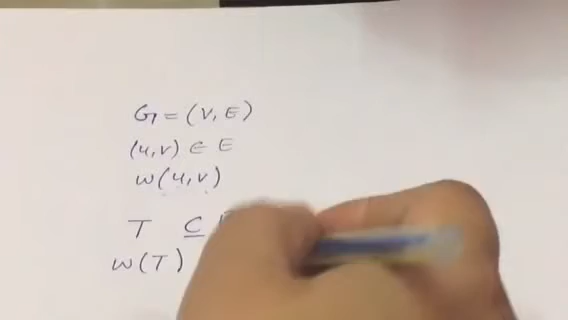 G = (V, E)
(u,v) ∈ E
w(u,v)
T ⊆
w(T)